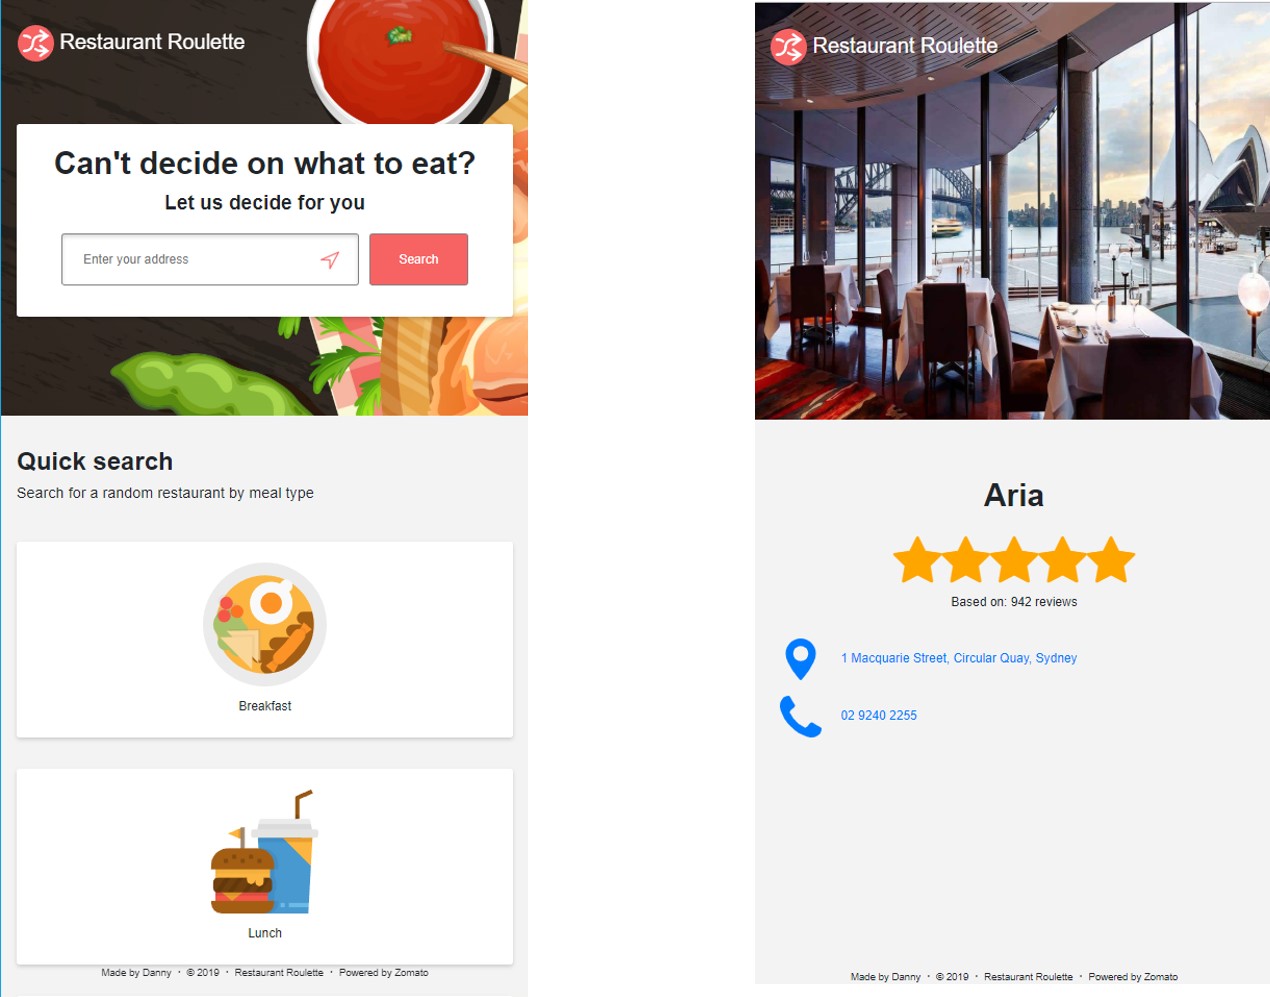 Restaurant Roulette
Can't decide on what to eat?
Let us decide for you
Enter your address
Search
Quick search
Search for a random restaurant by meal type
Breakfast
Lunch
Made by Danny · © 2019 · Restaurant Roulette · Powered by Zomato
Restaurant Roulette
Aria
Based on: 942 reviews
1 Macquarie Street, Circular Quay, Sydney
02 9240 2255
Made by Danny · © 2019 · Restaurant Roulette · Powered by Zomato